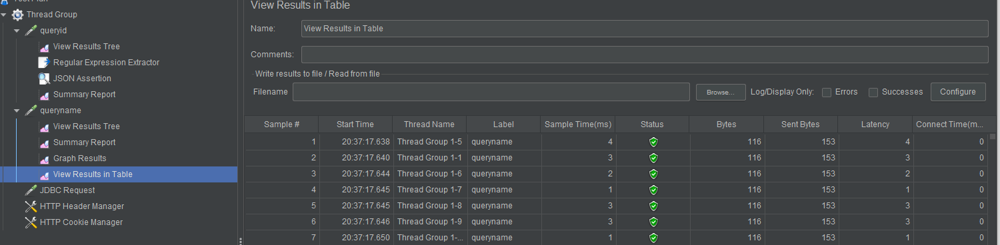 Test Plan
View Results in Table
Thread Group
Name: View Results in Table
queryid
View Results Tree
Comments:
Regular Expression Extractor
Write results to file / Read from file
JSON Assertion
Filename Browse... Log/Display Only: Errors Successes Configure
Summary Report
queryname
View Results Tree
Summary Report
Graph Results
View Results in Table
JDBC Request
HTTP Header Manager
HTTP Cookie Manager
Sample # Start Time Thread Name Label Sample Time(ms) Status Bytes Sent Bytes Latency Connect Time(m...
1 20:37:17.638 Thread Group 1-5 queryname 4 116 153 4 0
2 20:37:17.640 Thread Group 1-1 queryname 3 116 153 3 0
3 20:37:17.644 Thread Group 1-6 queryname 2 116 153 2 0
4 20:37:17.645 Thread Group 1-7 queryname 1 116 153 1 0
5 20:37:17.645 Thread Group 1-8 queryname 3 116 153 3 0
6 20:37:17.646 Thread Group 1-9 queryname 3 116 153 3 0
7 20:37:17.650 Thread Group 1-... queryname 1 116 153 1 0